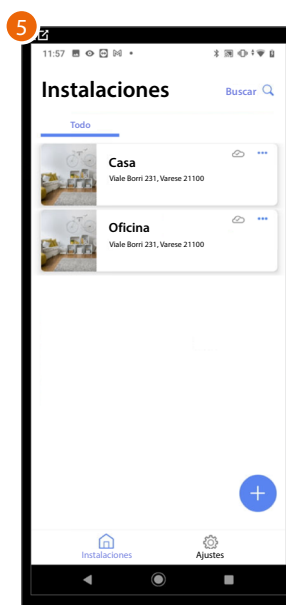 5
11:57
Instalaciones
Buscar
Todo
Casa
Viale Borri 231, Varese 21100
Oficina
Viale Borri 231, Varese 21100
Instalaciones
Ajustes